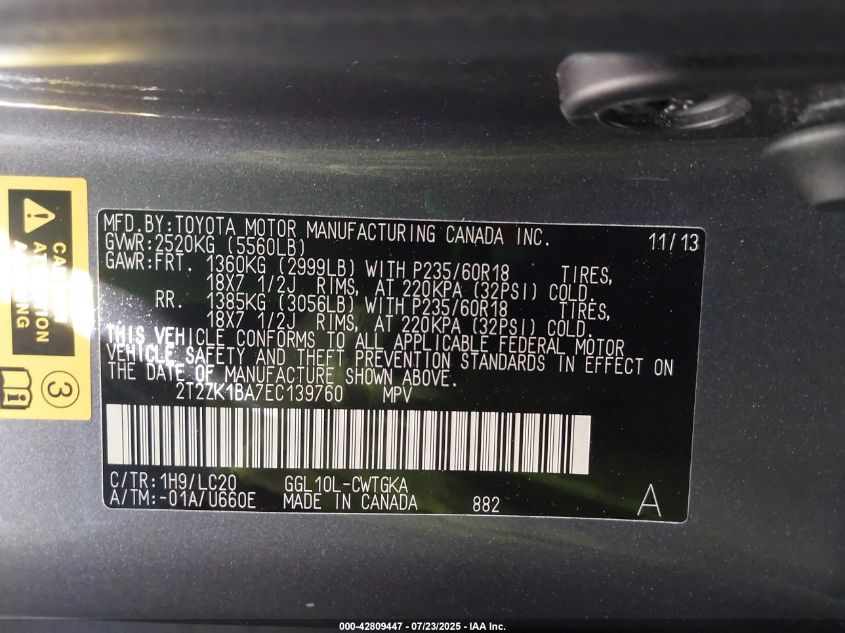 MFD.BY:TOYOTA MOTOR MANUFACTURING CANADA INC. 11/13
GVWR:2520KG (5560LB)
GAWR:FRT. 1360KG (2999LB) WITH P235/60R18 TIRES,
18X7 1/2J RIMS, AT 220KPA (32PSI) COLD.
RR. 1385KG (3056LB) WITH P235/60R18 TIRES,
18X7 1/2J RIMS, AT 220KPA (32PSI) COLD.
THIS VEHICLE CONFORMS TO ALL APPLICABLE FEDERAL MOTOR
VEHICLE SAFETY AND THEFT PREVENTION STANDARDS IN EFFECT ON
THE DATE OF MANUFACTURE SHOWN ABOVE.
2T2ZK1BA7EC139760 MPV
C/TR:1H9/LC20 GGL10L-CWTGKA
A/TM:-01A/U660E MADE IN CANADA 882 A
CAUTION
ATTENTION
WARNING
3
000-42809447 - 07/23/2025 - IAA Inc.